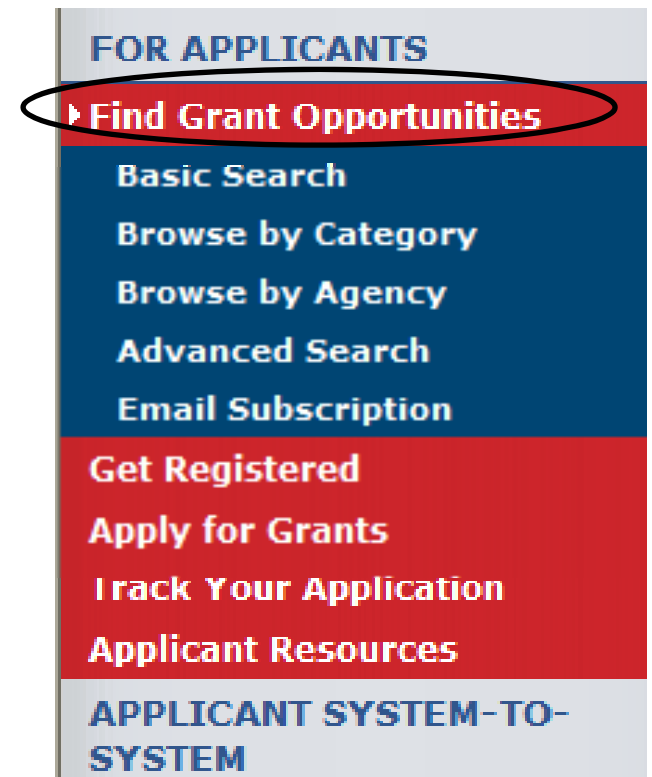 FOR APPLICANTS
Find Grant Opportunities
Basic Search
Browse by Category
Browse by Agency
Advanced Search
Email Subscription
Get Registered
Apply for Grants
Track Your Application
Applicant Resources
APPLICANT SYSTEM-TO-
SYSTEM